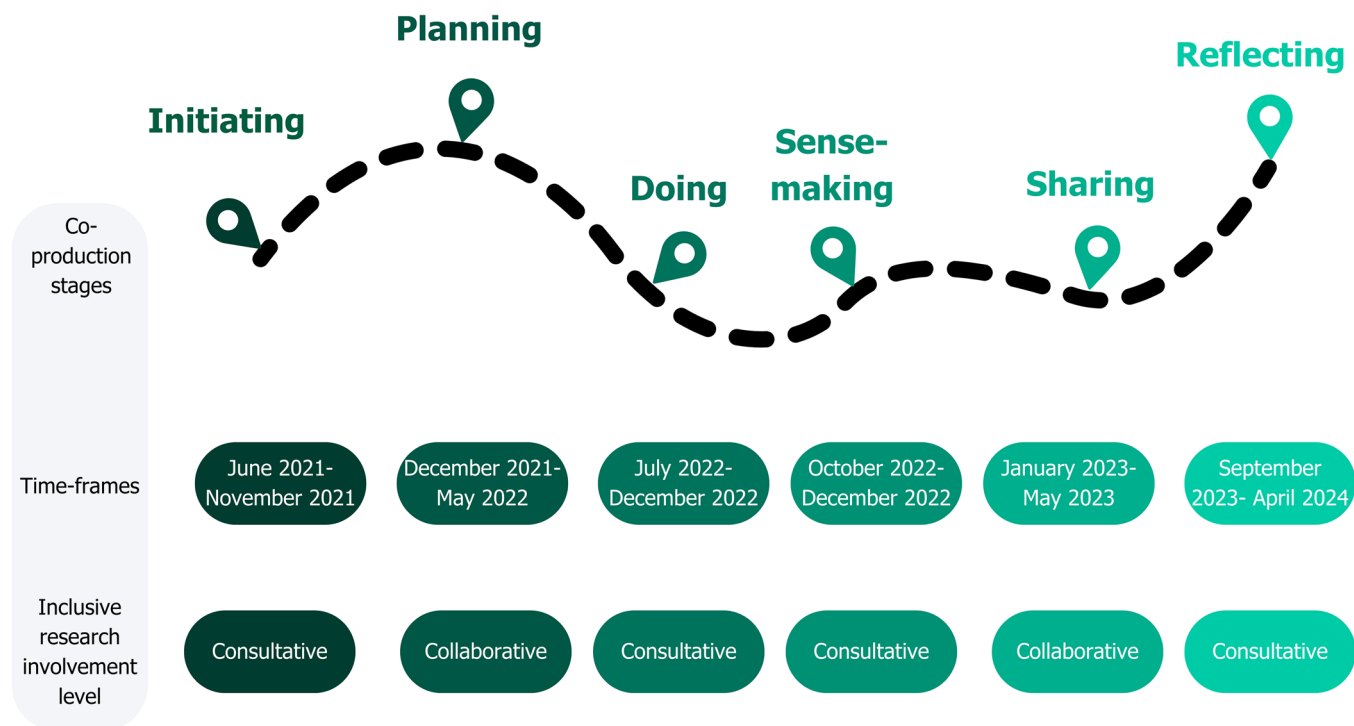 Planning
Reflecting
Initiating
Sense-
making
Doing
Sharing
Co-
production
stages
Time-frames
June 2021-
November 2021
December 2021-
May 2022
July 2022-
December 2022
October 2022-
December 2022
January 2023-
May 2023
September
2023- April 2024
Inclusive
research
involvement
level
Consultative
Collaborative
Consultative
Consultative
Collaborative
Consultative